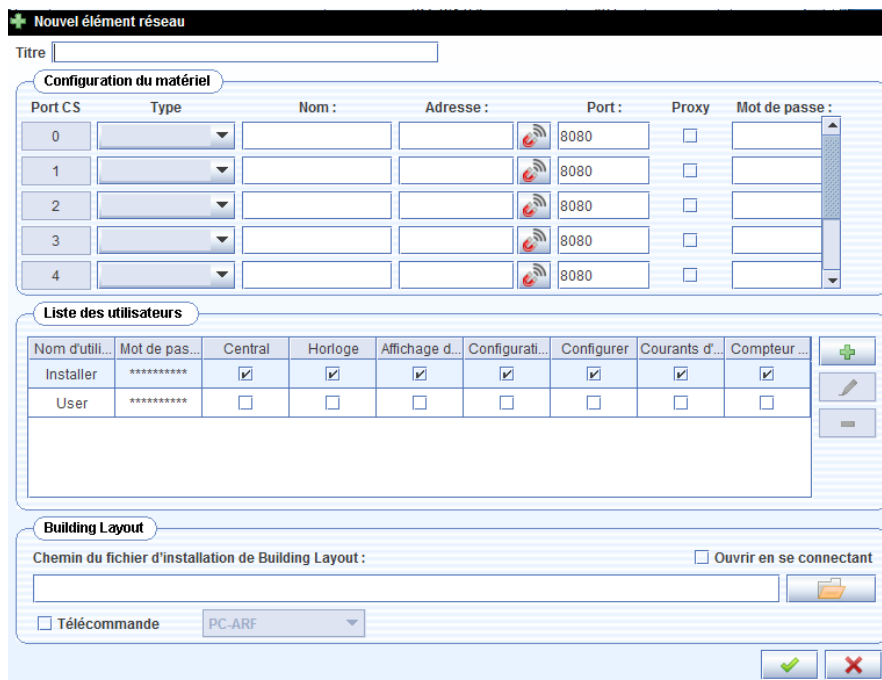 Nouvel élément réseau
Titre
Configuration du matériel
Port CS Type Nom : Adresse : Port : Proxy Mot de passe :
0 8080
1 8080
2 8080
3 8080
4 8080
Liste des utilisateurs
Nom d'utili... Mot de pas... Central Horloge Affichage d... Configurati... Configurer Courants d'... Compteur ...
Installer **********
User **********
Building Layout
Chemin du fichier d'installation de Building Layout :
Ouvrir en se connectant
Télécommande PC-ARF